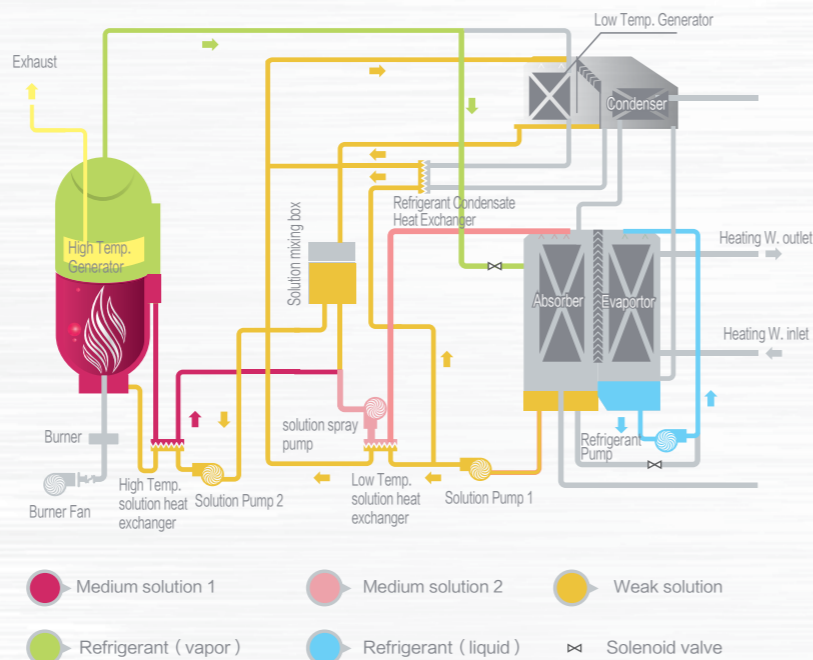 Low Temp. Generator
Exhaust
Condenser
Refrigerant Condensate
Heat Exchanger
Solution mixing box
High Temp.
Generator
Heating W. outlet
Absorber
Evaportor
Heating W. inlet
solution spray
pump
Burner
Refrigerant
Pump
High Temp.
solution heat
exchanger
Solution Pump 2
Low Temp.
solution heat
exchanger
Solution Pump 1
Burner Fan
Medium solution 1
Medium solution 2
Weak solution
Refrigerant ( vapor )
Refrigerant ( liquid )
Solenoid valve